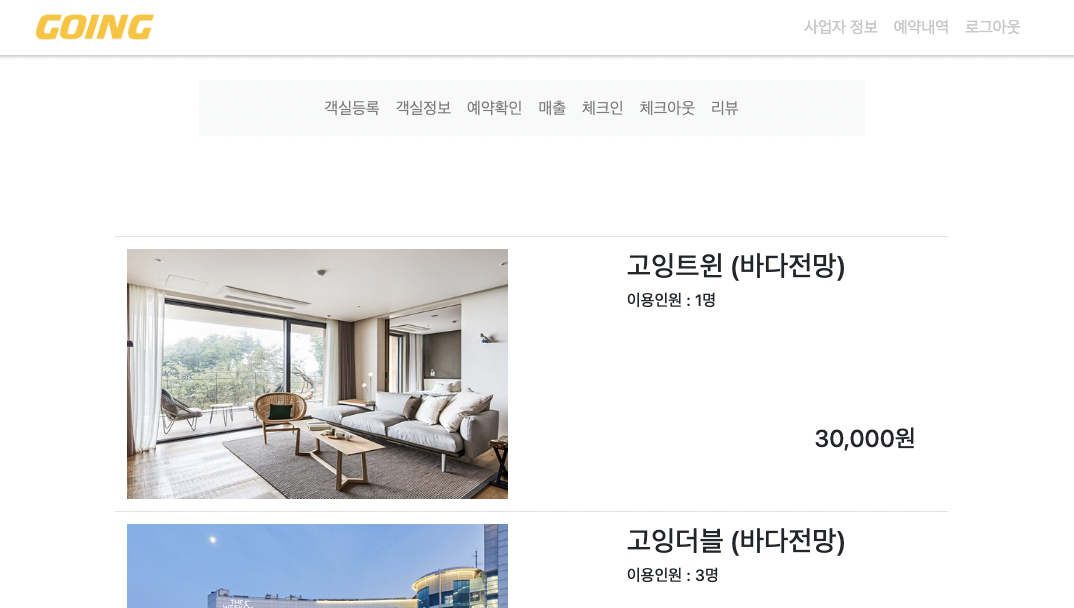 GOING
사업자 정보 예약내역 로그아웃
객실등록 객실정보 예약확인 매출 체크인 체크아웃 리뷰
고잉트윈 (바다전망)
이용인원 : 1명
30,000원
고잉더블 (바다전망)
이용인원 : 3명
THE